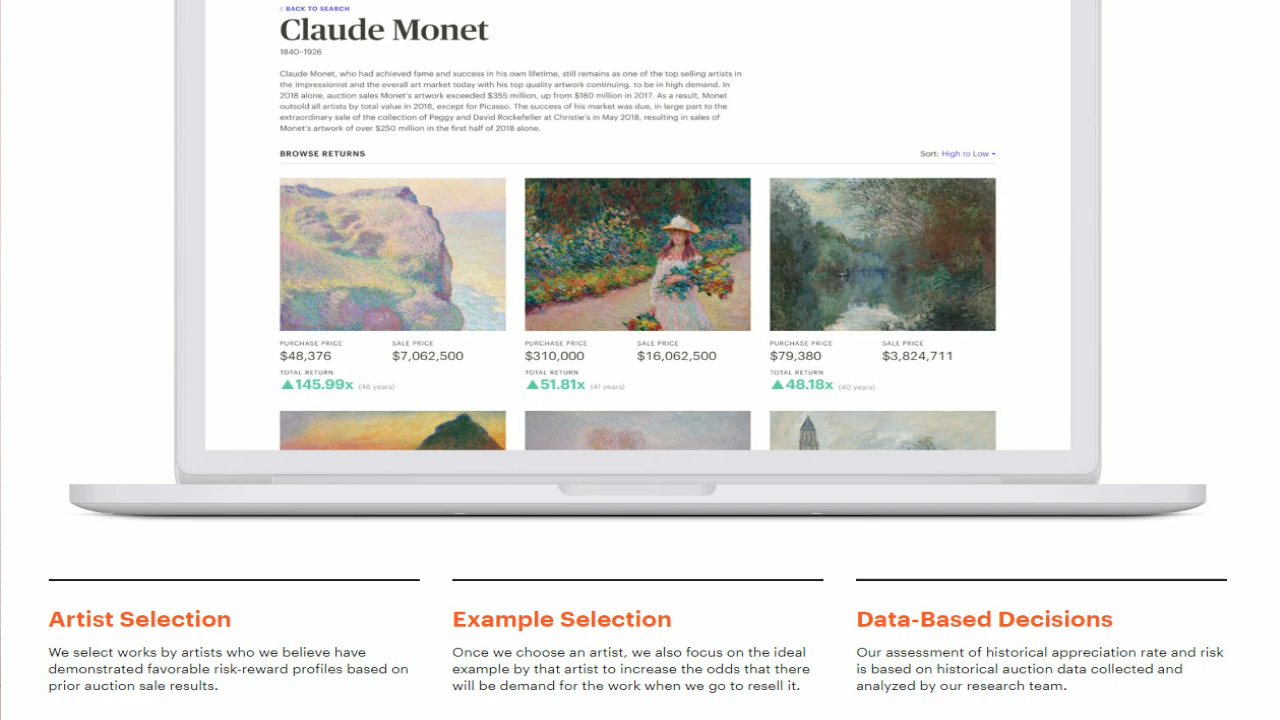 ‹ BACK TO SEARCH
Claude Monet
1840-1926
Claude Monet, who had achieved fame and success in his own lifetime, still remains as one of the top selling artists in
the Impressionist and the overall art market today with his top quality artwork continuing, to be in high demand. In
2018 alone, auction sales Monet's artwork exceeded $355 million, up from $180 million in 2017. As a result, Monet
outsold all artists by total value in 2018, except for Picasso. The success of his market was due, in large part to the
extraordinary sale of the collection of Peggy and David Rockefeller at Christie's in May 2018, resulting in sales of
Monet's artwork of over $250 million in the first half of 2018 alone.
BROWSE RETURNS
Sort: High to Low
PURCHASE PRICE SALE PRICE
$48,376 $7,062,500
TOTAL RETURN
▲145.99x (46 years)
PURCHASE PRICE SALE PRICE
$310,000 $16,062,500
TOTAL RETURN
▲51.81x (41 years)
PURCHASE PRICE SALE PRICE
$79,380 $3,824,711
TOTAL RETURN
▲48.18x (40 years)
Artist Selection
We select works by artists who we believe have
demonstrated favorable risk-reward profiles based on
prior auction sale results.
Example Selection
Once we choose an artist, we also focus on the ideal
example by that artist to increase the odds that there
will be demand for the work when we go to resell it.
Data-Based Decisions
Our assessment of historical appreciation rate and risk
is based on historical auction data collected and
analyzed by our research team.